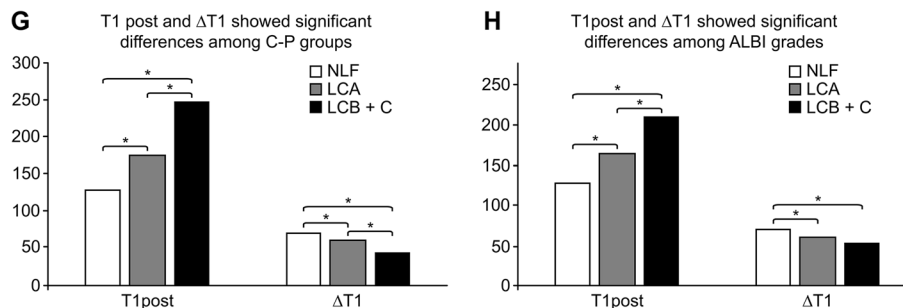 G
T1 post and ΔT1 showed significant
differences among C-P groups
300
250
200
150
100
50
0
NLF
LCA
LCB + C
*
*
*
*
*
*
T1post
ΔT1
H
T1post and ΔT1 showed significant
differences among ALBI grades
250
200
150
100
50
0
NLF
LCA
LCB + C
*
*
*
*
*
T1post
ΔT1